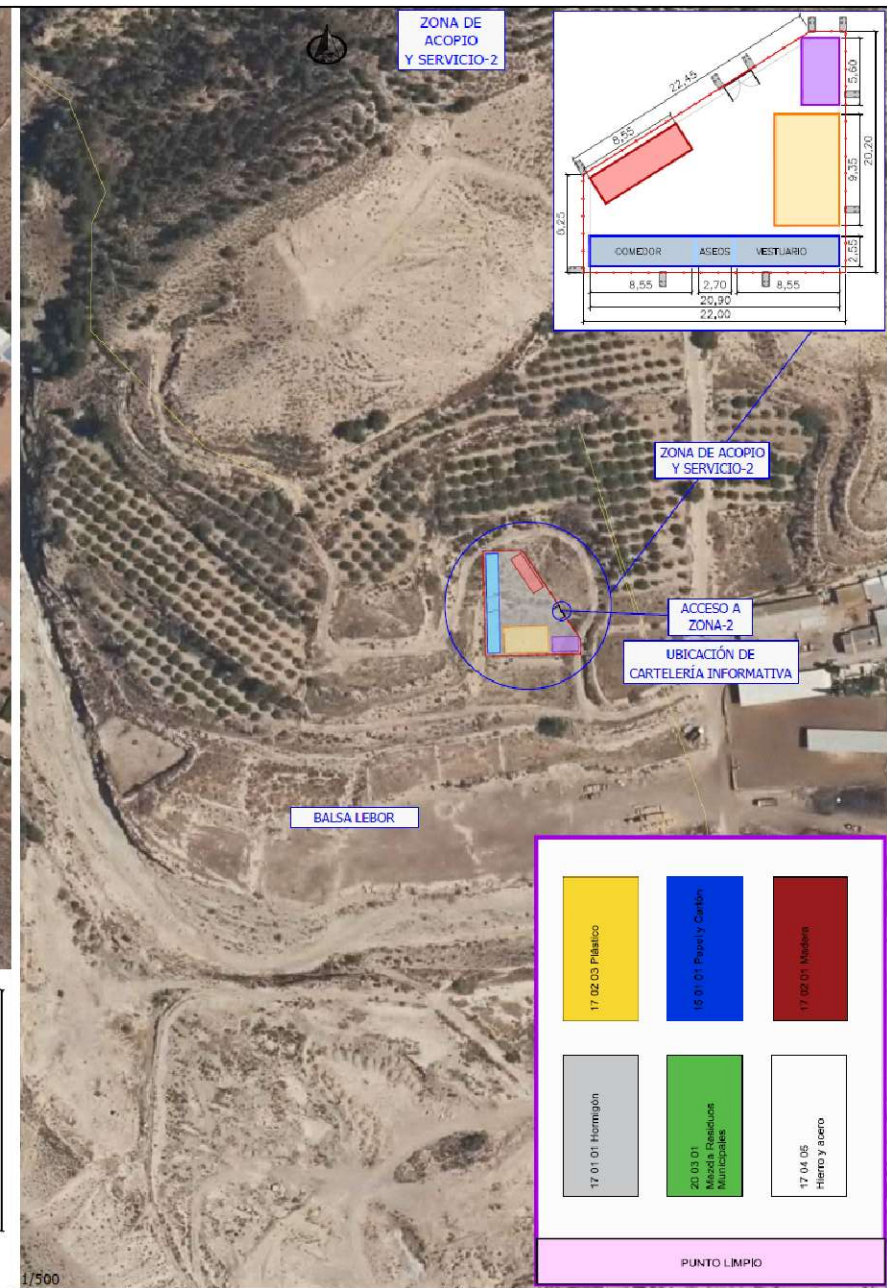 ZONA DE
ACOPIO
Y SERVICIO-2
22,45
8,55
5,60
20,20
9,35
2,55
COMEDOR
ASEOS
VESTUARIO
8,55
2,70
8,55
20,90
22,00
ZONA DE ACOPIO
Y SERVICIO-2
ACCESO A
ZONA-2
UBICACIÓN DE
CARTELERÍA INFORMATIVA
BALSA LEBOR
17 02 03 Plástico
15 01 01 Papel y Cartón
17 02 01 Madera
17 01 01 Hormigón
20 03 01
Mezcla Residuos
Municipales
17 04 05
Hierro y acero
PUNTO LIMPIO
1/500